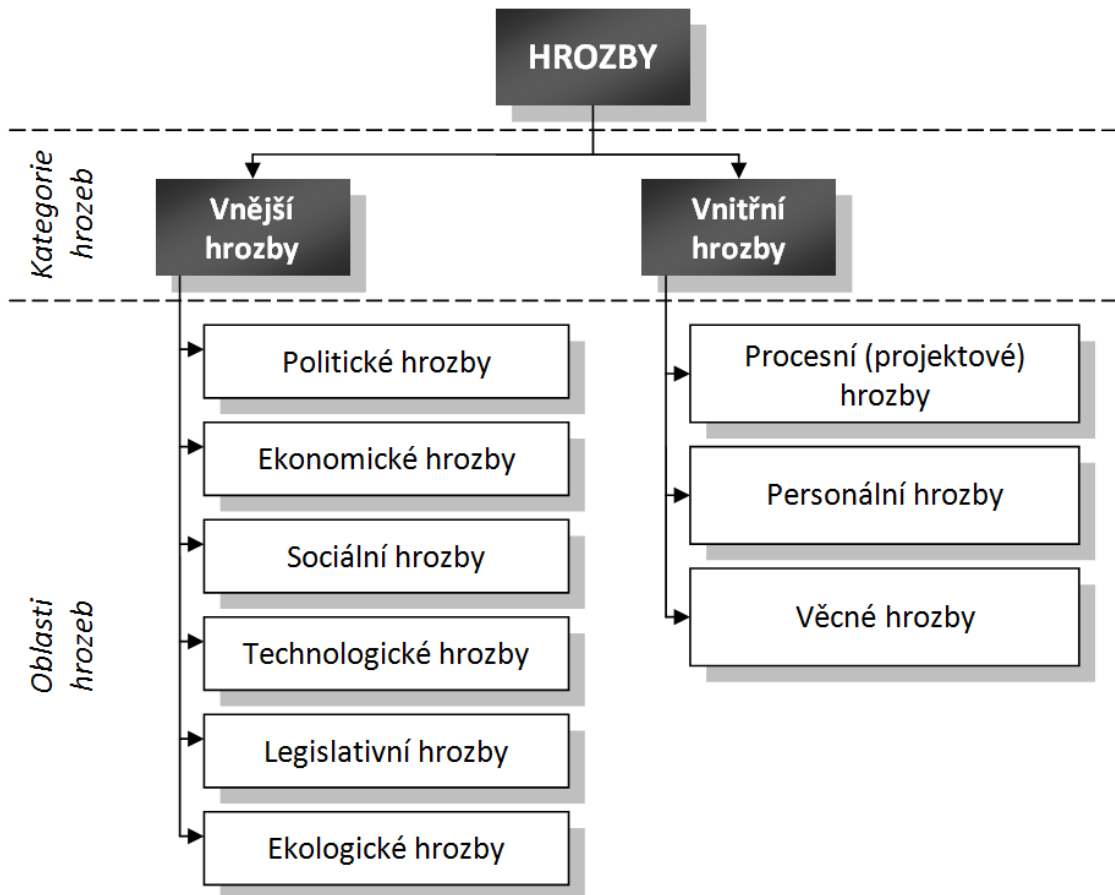 HROZBY
Kategorie
hrozeb
Vnější
hrozby
Vnitřní
hrozby
Oblasti
hrozeb
Politické hrozby
Ekonomické hrozby
Sociální hrozby
Technologické hrozby
Legislativní hrozby
Ekologické hrozby
Procesní (projektové)
hrozby
Personální hrozby
Věcné hrozby